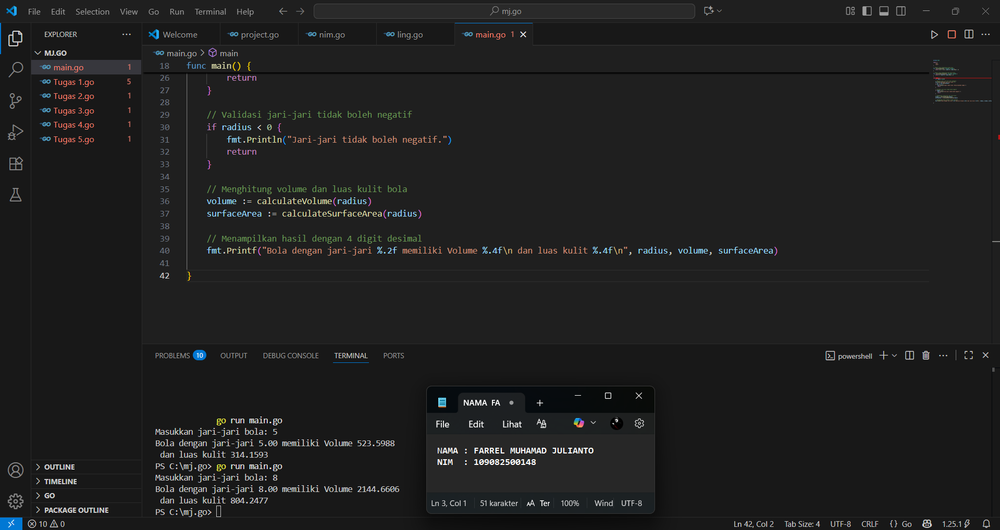 File Edit Selection View Go Run Terminal Help
mj.go
EXPLORER
MJ.GO
main.go 1
Tugas 1.go 5
Tugas 2.go 1
Tugas 3.go 1
Tugas 4.go 1
Tugas 5.go 1
OUTLINE
TIMELINE
GO
PACKAGE OUTLINE
Welcome project.go nim.go ling.go main.go 1
main.go > main
18 func main() {
26 return
27 }
28
29 // Validasi jari-jari tidak boleh negatif
30 if radius < 0 {
31 fmt.Println("Jari-jari tidak boleh negatif.")
32 return
33 }
34
35 // Menghitung volume dan luas kulit bola
36 volume := calculateVolume(radius)
37 surfaceArea := calculateSurfaceArea(radius)
38
39 // Menampilkan hasil dengan 4 digit desimal
40 fmt.Printf("Bola dengan jari-jari %.2f memiliki Volume %.4f\n dan luas kulit %.4f\n", radius, volume, surfaceArea)
41
42 }
PROBLEMS 10 OUTPUT DEBUG CONSOLE TERMINAL PORTS
powershell
go run main.go
Masukkan jari-jari bola: 5
Bola dengan jari-jari 5.00 memiliki Volume 523.5988
dan luas kulit 314.1593
PS C:\mj.go> go run main.go
Masukkan jari-jari bola: 8
Bola dengan jari-jari 8.00 memiliki Volume 2144.6606
dan luas kulit 804.2477
PS C:\mj.go>
NAMA FA
File Edit Lihat
NAMA : FARREL MUHAMAD JULIANTO
NIM : 109082500148
Ln 3, Col 1 51 karakter Ter 100% Wind UTF-8
10 0
Ln 42, Col 2 Tab Size: 4 UTF-8 CRLF {} Go 1.25.1